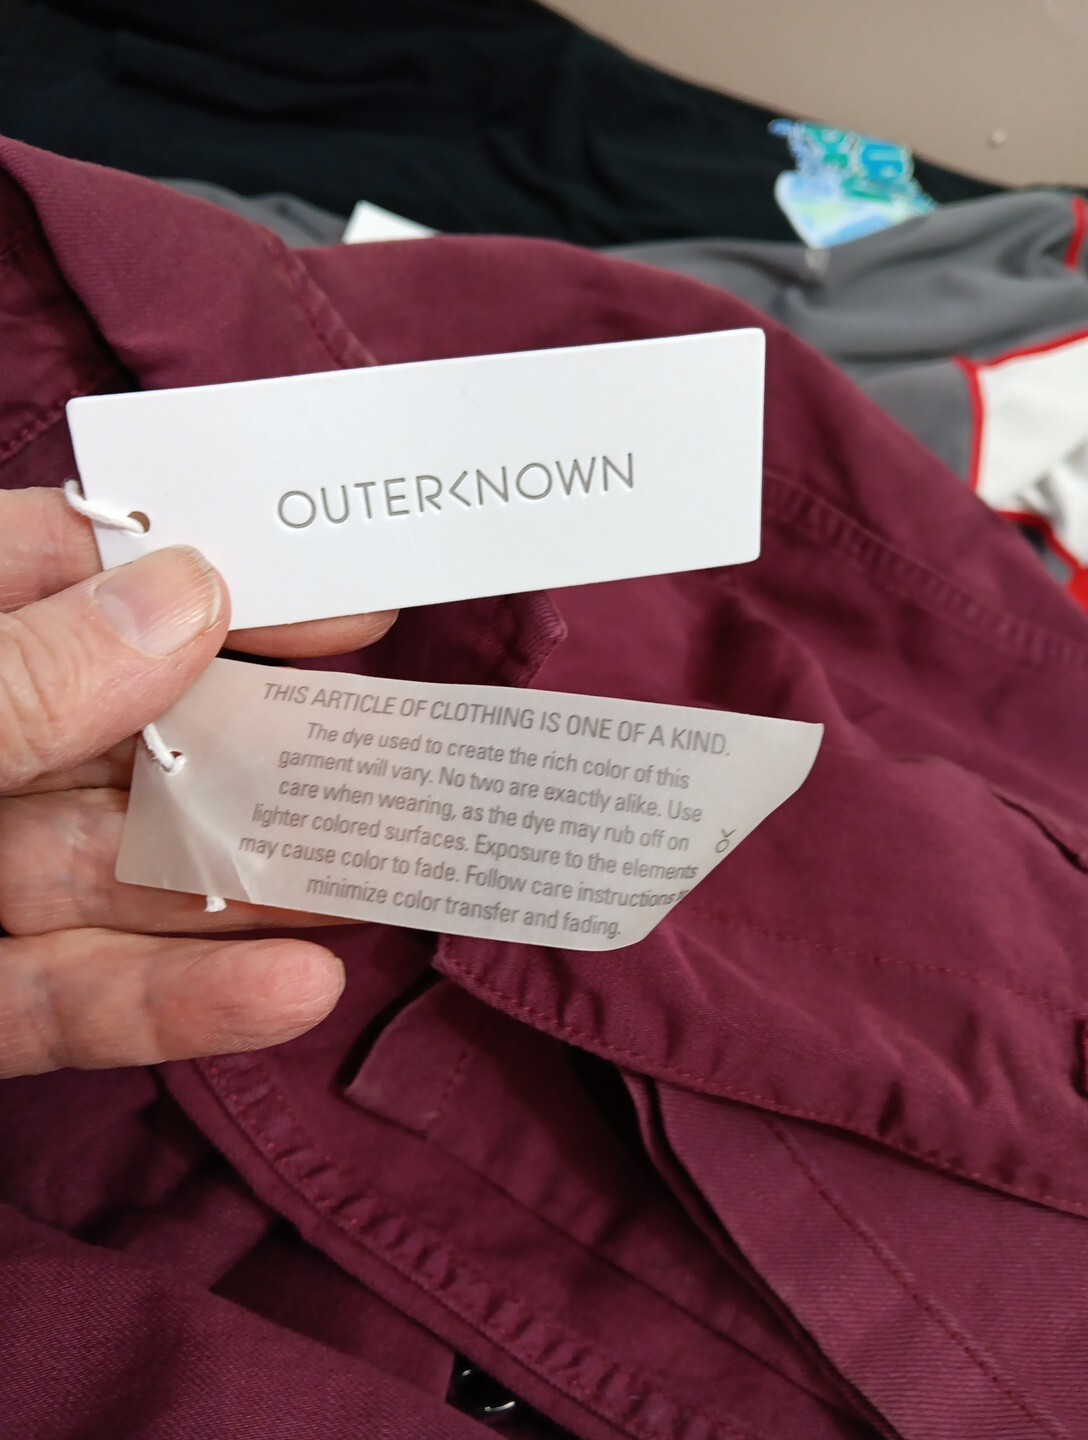 OUTERKNOWN
THIS ARTICLE OF CLOTHING IS ONE OF A KIND.
The dye used to create the rich color of this
garment will vary. No two are exactly alike. Use
care when wearing, as the dye may rub off on
lighter colored surfaces. Exposure to the elements
may cause color to fade. Follow care instructions
minimize color transfer and fading.